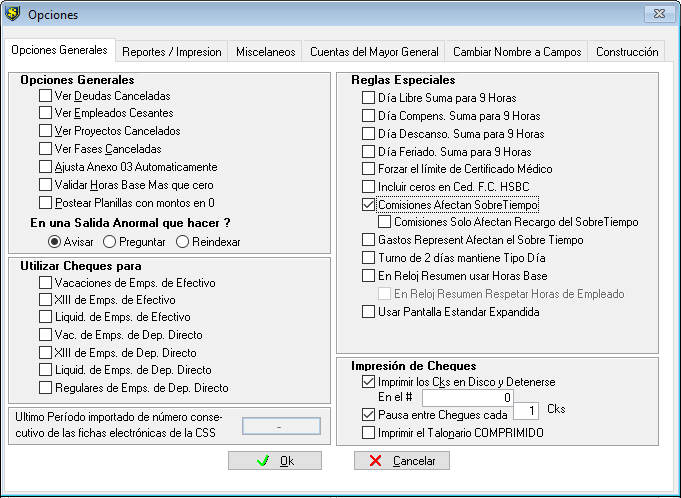 Opciones
Opciones Generales
Reportes / Impresion
Miscelaneos
Cuentas del Mayor General
Cambiar Nombre a Campos
Construcción
Opciones Generales
Ver Deudas Canceladas
Ver Empleados Cesantes
Ver Proyectos Cancelados
Ver Fases Canceladas
Ajusta Anexo 03 Automaticamente
Validar Horas Base Mas que cero
Postear Planillas con montos en 0
En una Salida Anormal que hacer ?
Avisar Preguntar Reindexar
Utilizar Cheques para
Vacaciones de Emps. de Efectivo
XIII de Emps. de Efectivo
Liquid. de Emps. de Efectivo
Vac. de Emps. de Dep. Directo
XIII de Emps. de Dep. Directo
Liquid. de Emps. de Dep. Directo
Regulares de Emps. de Dep. Directo
Ultimo Período importado de número conse-
cutivo de las fichas electrónicas de la CSS
-
Reglas Especiales
Día Libre Suma para 9 Horas
Día Compens. Suma para 9 Horas
Día Descanso. Suma para 9 Horas
Día Feriado. Suma para 9 Horas
Forzar el límite de Certificado Médico
Incluir ceros en Ced. F.C. HSBC
Comisiones Afectan SobreTiempo
Comisiones Solo Afectan Recargo del SobreTiempo
Gastos Represent Afectan el Sobre Tiempo
Turno de 2 días mantiene Tipo Día
En Reloj Resumen usar Horas Base
En Reloj Resumen Respetar Horas de Empleado
Usar Pantalla Estandar Expandida
Impresión de Cheques
Imprimir los Cks en Disco y Detenerse
En el # 0
Pausa entre Chegues cada 1 Cks
Imprimir el Talonario COMPRIMIDO
Ok
Cancelar